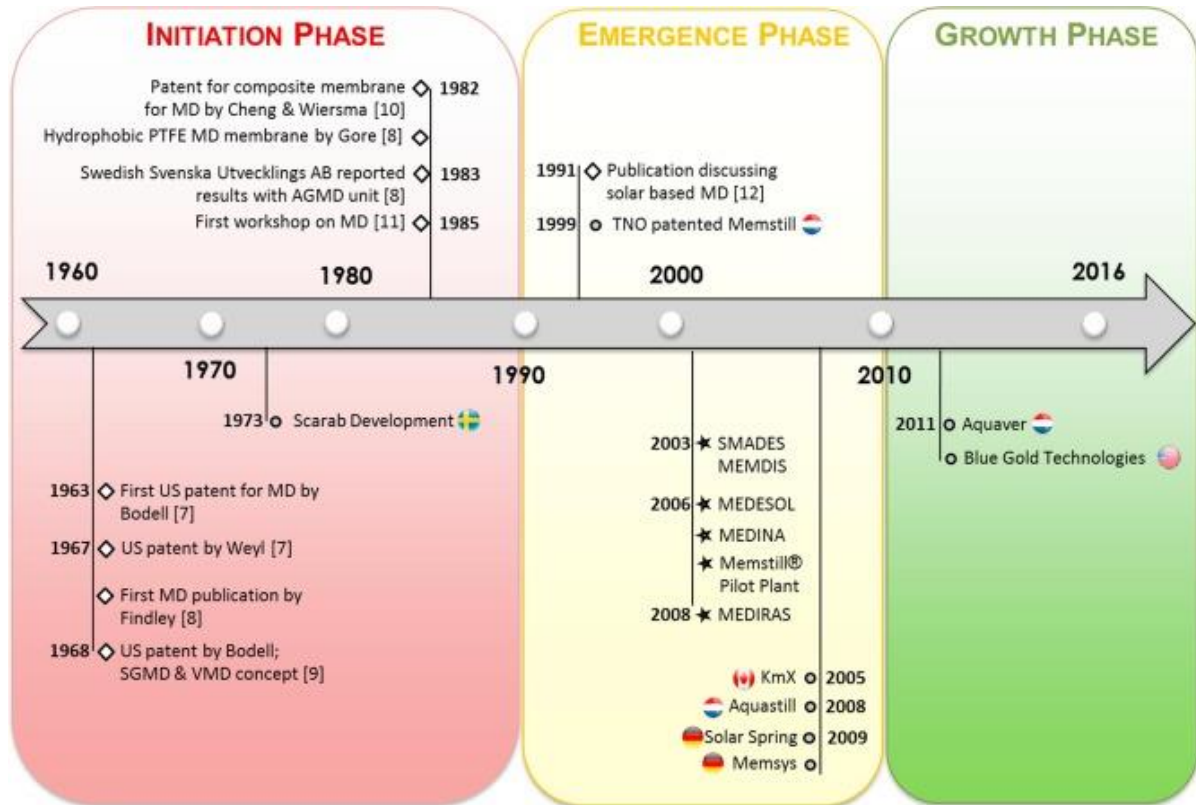 INITIATION PHASE
EMERGENCE PHASE
GROWTH PHASE
Patent for composite membrane
for MD by Cheng & Wiersma [10]
1982
Hydrophobic PTFE MD membrane by Gore [8]
Swedish Svenska Utvecklings AB reported
results with AGMD unit [8]
1983
First workshop on MD [11]
1985
1991
Publication discussing
solar based MD [12]
1999
TNO patented Memstill
1960
1980
2000
2016
1970
1990
2010
1973
Scarab Development
1963
First US patent for MD by
Bodell [7]
1967
US patent by Weyl [7]
First MD publication by
Findley [8]
1968
US patent by Bodell;
SGMD & VMD concept [9]
2003
SMADES
MEMDIS
2006
MEDESOL
MEDINA
Memstill®
Pilot Plant
2008
MEDIRAS
KmX
2005
Aquastill
2008
Solar Spring
2009
Memsys
2011
Aquaver
Blue Gold Technologies